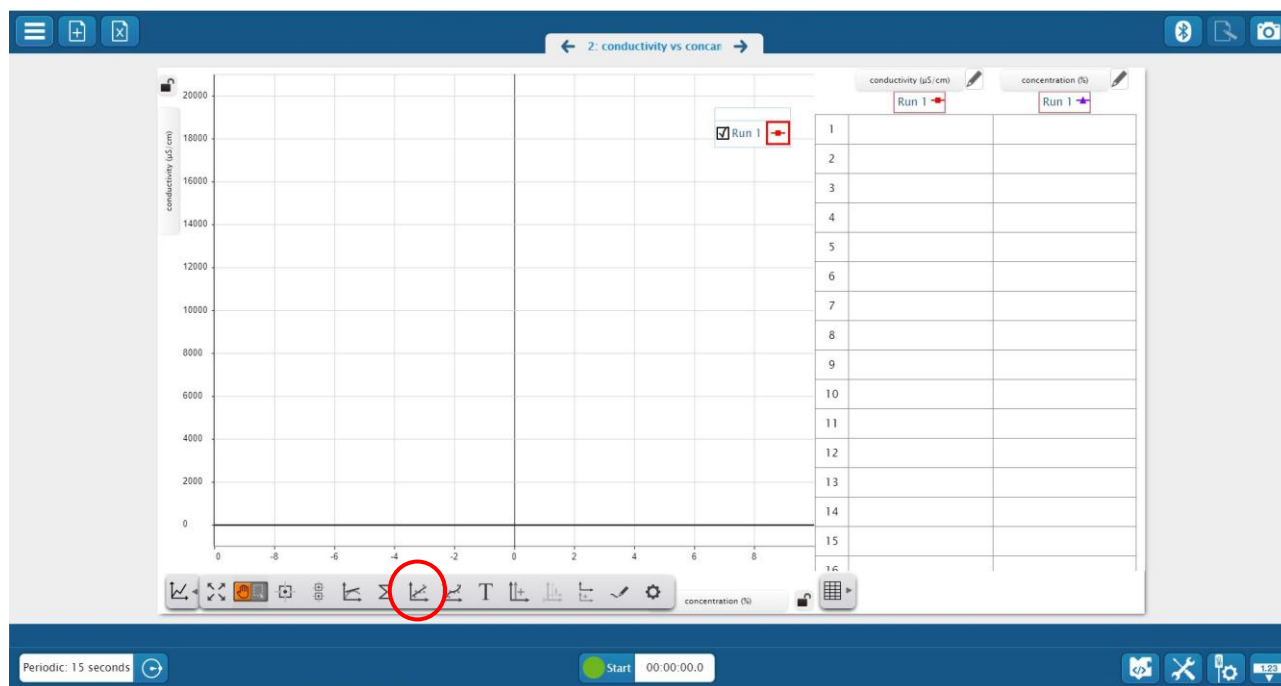 2: conductivity vs concan
conductivity (µS/cm)
20000
18000
16000
14000
12000
10000
8000
6000
4000
2000
0
0 -8 -6 -4 -2 0 2 4 6 8
concentration (%)
Run 1
conductivity (µS/cm) concentration (%)
Run 1 Run 1
1
2
3
4
5
6
7
8
9
10
11
12
13
14
15
16
T
Periodic: 15 seconds
Start 00:00:00.0
1.23